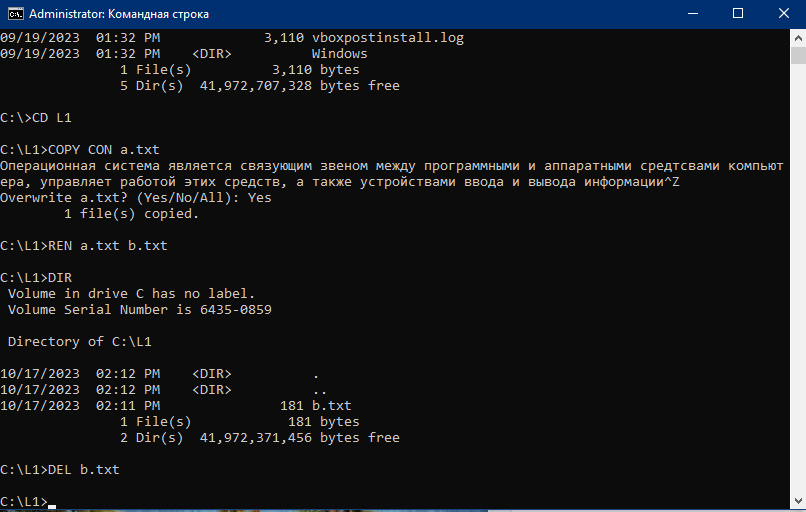 Administrator: Командная строка
09/19/2023  01:32 PM             3,110 vboxpostinstall.log
09/19/2023  01:32 PM    <DIR>          Windows
               1 File(s)          3,110 bytes
               5 Dir(s)  41,972,707,328 bytes free
C:\>CD L1
C:\L1>COPY CON a.txt
Операционная система является связующим звеном между программными и аппаратными средтсвами компьют
ера, управляет работой этих средств, а также устройствами ввода и вывода информации^Z
Overwrite a.txt? (Yes/No/All): Yes
        1 file(s) copied.
C:\L1>REN a.txt b.txt
C:\L1>DIR
 Volume in drive C has no label.
 Volume Serial Number is 6435-0859
 Directory of C:\L1
10/17/2023  02:12 PM    <DIR>          .
10/17/2023  02:12 PM    <DIR>          ..
10/17/2023  02:11 PM               181 b.txt
               1 File(s)            181 bytes
               2 Dir(s)  41,972,371,456 bytes free
C:\L1>DEL b.txt
C:\L1>